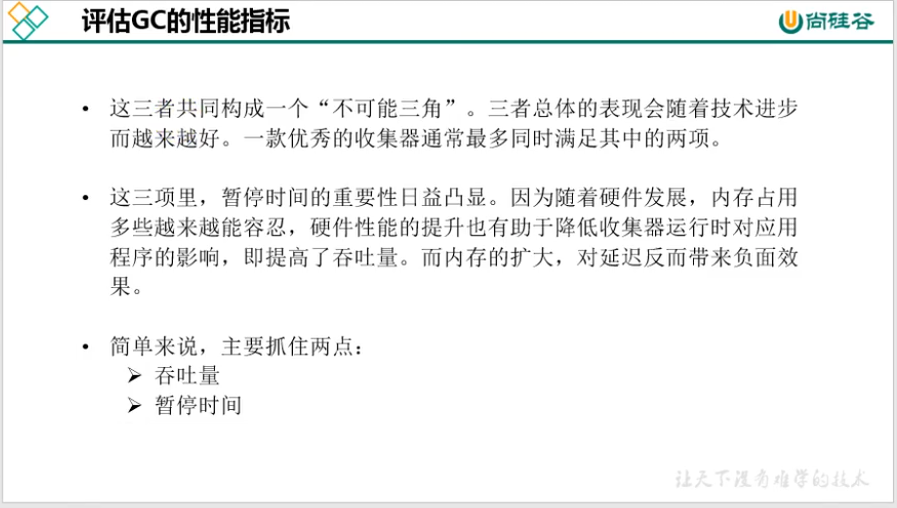 评估GC的性能指标
尚硅谷
• 这三者共同构成一个“不可能三角”。三者总体的表现会随着技术进步
而越来越好。一款优秀的收集器通常最多同时满足其中的两项。
• 这三项里，暂停时间的重要性日益凸显。因为随着硬件发展，内存占用
多些越来越能容忍，硬件性能的提升也有助于降低收集器运行时对应用
程序的影响，即提高了吞吐量。而内存的扩大，对延迟反而带来负面效
果。
• 简单来说，主要抓住两点：
➢ 吞吐量
➢ 暂停时间
让天下没有难学的技术